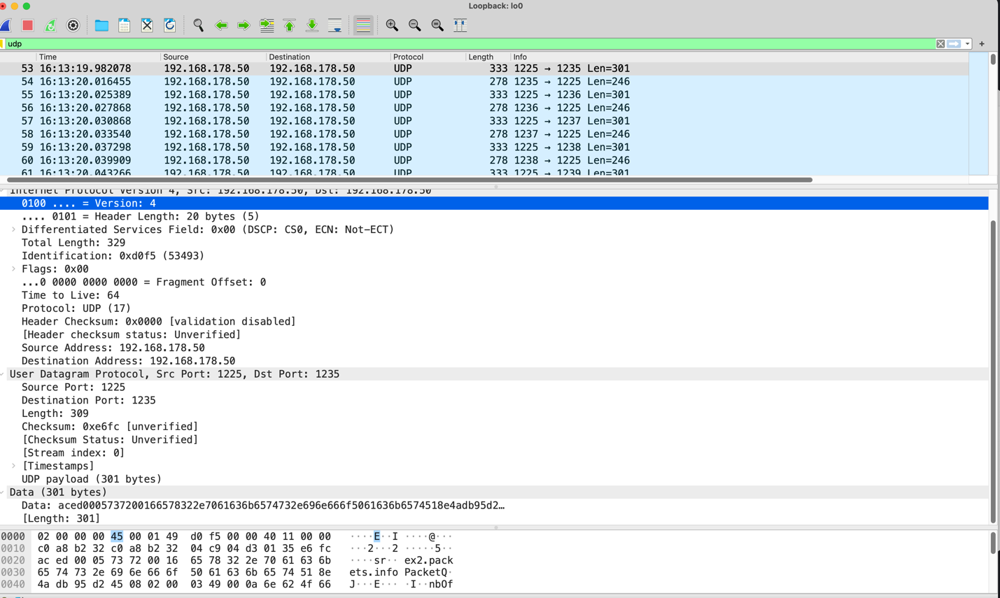 Loopback: lo0
udp
+
Time Source Destination Protocol Length Info
53 16:13:19.982078 192.168.178.50 192.168.178.50 UDP 333 1225 → 1235 Len=301
54 16:13:20.016455 192.168.178.50 192.168.178.50 UDP 278 1235 → 1225 Len=246
55 16:13:20.025389 192.168.178.50 192.168.178.50 UDP 333 1225 → 1236 Len=301
56 16:13:20.027868 192.168.178.50 192.168.178.50 UDP 278 1236 → 1225 Len=246
57 16:13:20.030868 192.168.178.50 192.168.178.50 UDP 333 1225 → 1237 Len=301
58 16:13:20.033540 192.168.178.50 192.168.178.50 UDP 278 1237 → 1225 Len=246
59 16:13:20.037298 192.168.178.50 192.168.178.50 UDP 333 1225 → 1238 Len=301
60 16:13:20.039909 192.168.178.50 192.168.178.50 UDP 278 1238 → 1225 Len=246
61 16:13:20.043266 192.168.178.50 192.168.178.50 UDP 333 1225 → 1239 Len=301
Internet Protocol Version 4, Src: 192.168.178.50, Dst: 192.168.178.50
0100 .... = Version: 4
.... 0101 = Header Length: 20 bytes (5)
Differentiated Services Field: 0x00 (DSCP: CS0, ECN: Not-ECT)
Total Length: 329
Identification: 0xd0f5 (53493)
Flags: 0x00
...0 0000 0000 0000 = Fragment Offset: 0
Time to Live: 64
Protocol: UDP (17)
Header Checksum: 0x0000 [validation disabled]
[Header checksum status: Unverified]
Source Address: 192.168.178.50
Destination Address: 192.168.178.50
User Datagram Protocol, Src Port: 1225, Dst Port: 1235
Source Port: 1225
Destination Port: 1235
Length: 309
Checksum: 0xe6fc [unverified]
[Checksum Status: Unverified]
[Stream index: 0]
[Timestamps]
UDP payload (301 bytes)
Data (301 bytes)
Data: aced0005737200166578322e7061636b6574732e696e666f5061636b6574518e4adb95d2…
[Length: 301]
0000 02 00 00 00 45 00 01 49 d0 f5 00 00 40 11 00 00 ····E··I ····@···
0010 c0 a8 b2 32 c0 a8 b2 32 04 c9 04 d3 01 35 e6 fc ···2···2 ·····5··
0020 ac ed 00 05 73 72 00 16 65 78 32 2e 70 61 63 6b ····sr·· ex2.pack
0030 65 74 73 2e 69 6e 66 6f 50 61 63 6b 65 74 51 8e ets.info PacketQ·
0040 4a db 95 d2 45 08 02 00 03 49 00 0a 6e 62 4f 66 J···E··· ·I··nbOf